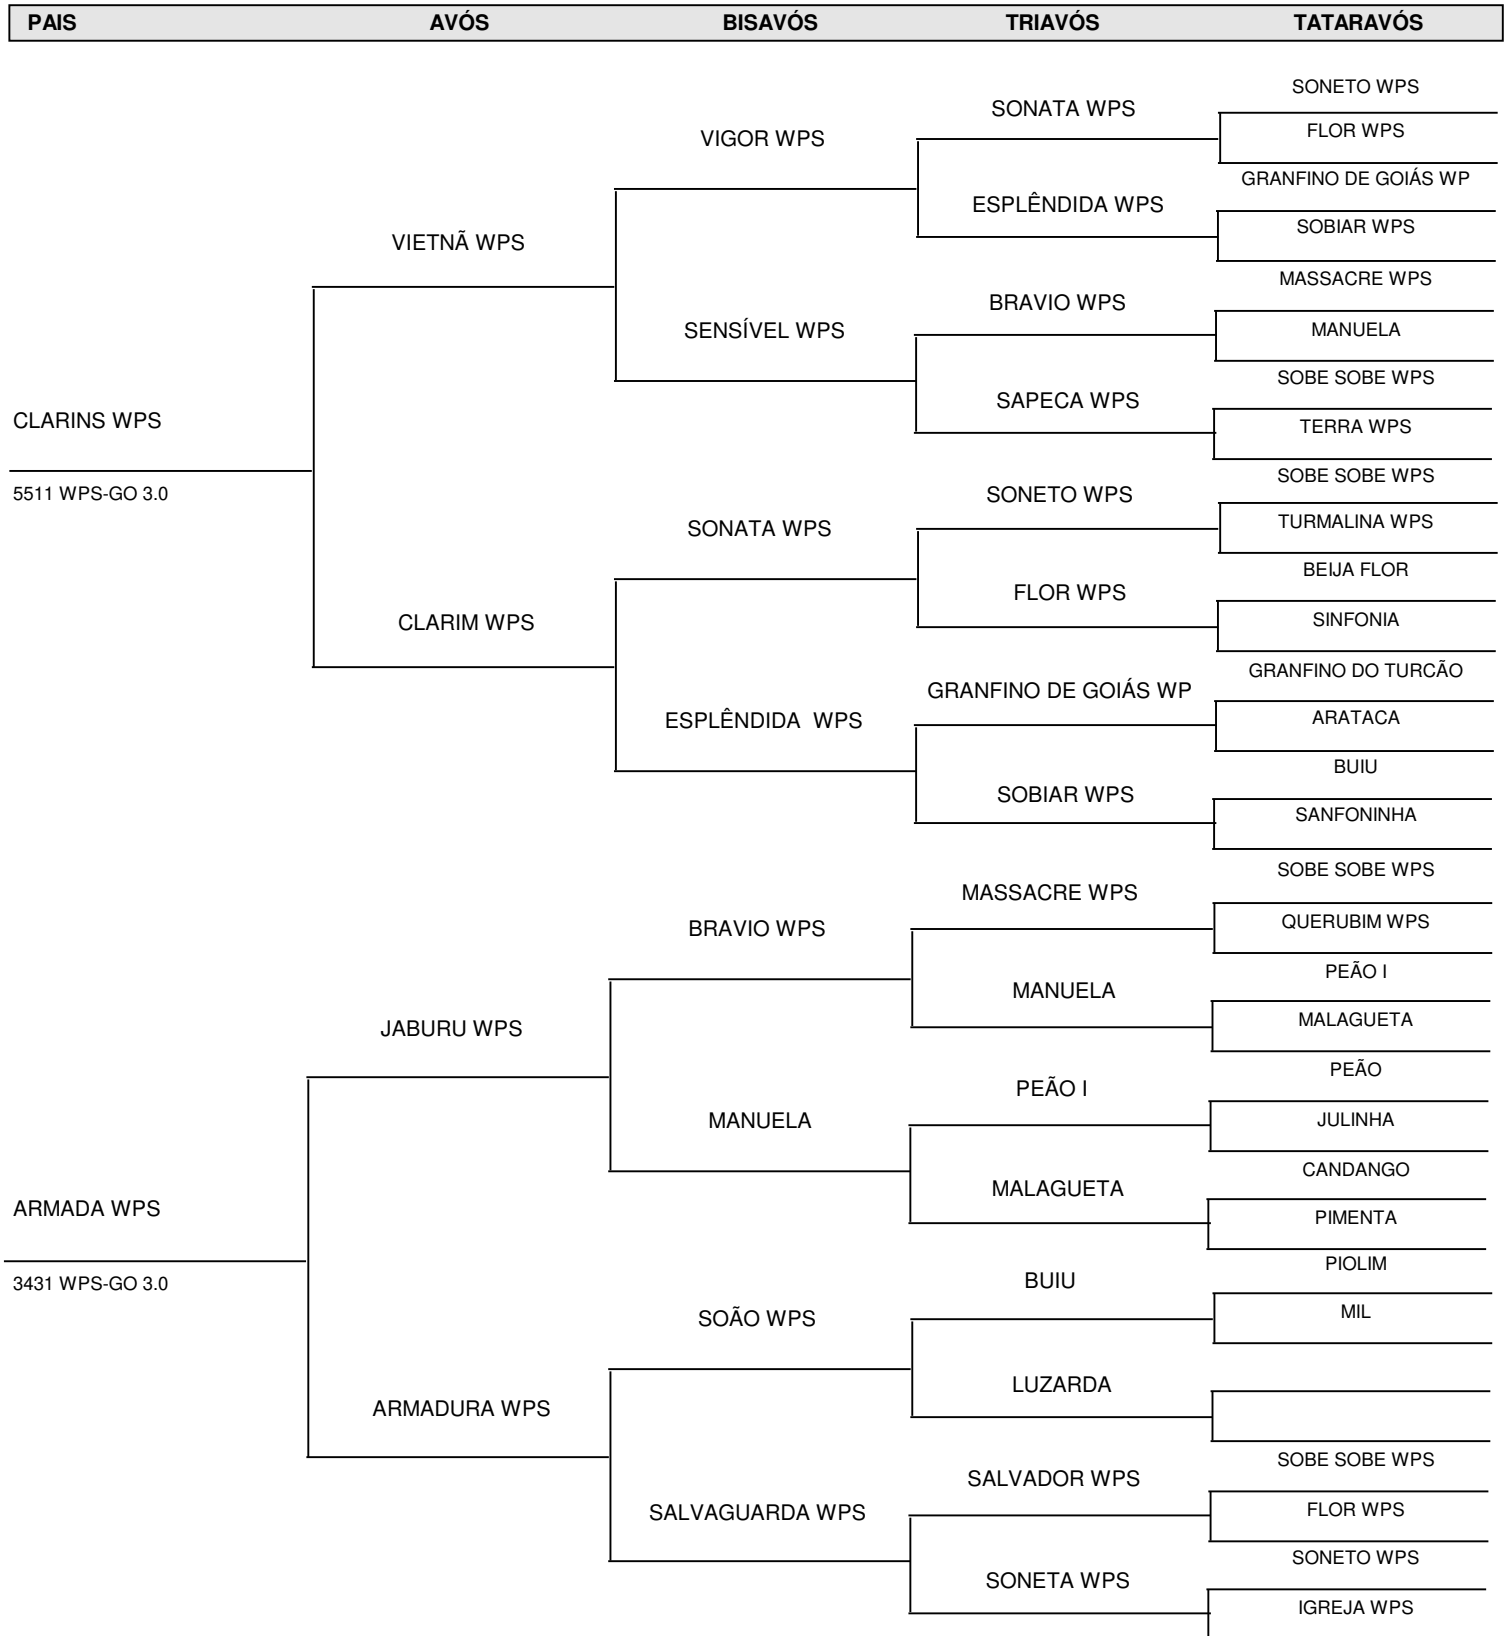 PAIS AVÓS BISAVÓS TRIAVÓS TATARAVÓS
SONETO WPS
SONATA WPS
FLOR WPS
VIGOR WPS
GRANFINO DE GOIÁS WP
ESPLÊNDIDA WPS
SOBIAR WPS
VIETNÃ WPS
MASSACRE WPS
BRAVIO WPS
MANUELA
SENSÍVEL WPS
SOBE SOBE WPS
SAPECA WPS
TERRA WPS
CLARINS WPS
5511 WPS-GO 3.0
SOBE SOBE WPS
SONETO WPS
TURMALINA WPS
SONATA WPS
BEIJA FLOR
FLOR WPS
SINFONIA
CLARIM WPS
GRANFINO DO TURCÃO
GRANFINO DE GOIÁS WP
ARATACA
ESPLÊNDIDA  WPS
BUIU
SOBIAR WPS
SANFONINHA
SOBE SOBE WPS
MASSACRE WPS
QUERUBIM WPS
BRAVIO WPS
PEÃO I
MANUELA
MALAGUETA
JABURU WPS
PEÃO
PEÃO I
JULINHA
MANUELA
CANDANGO
MALAGUETA
PIMENTA
ARMADA WPS
3431 WPS-GO 3.0
PIOLIM
BUIU
MIL
SOÃO WPS
LUZARDA
ARMADURA WPS
SOBE SOBE WPS
SALVADOR WPS
FLOR WPS
SALVAGUARDA WPS
SONETO WPS
SONETA WPS
IGREJA WPS